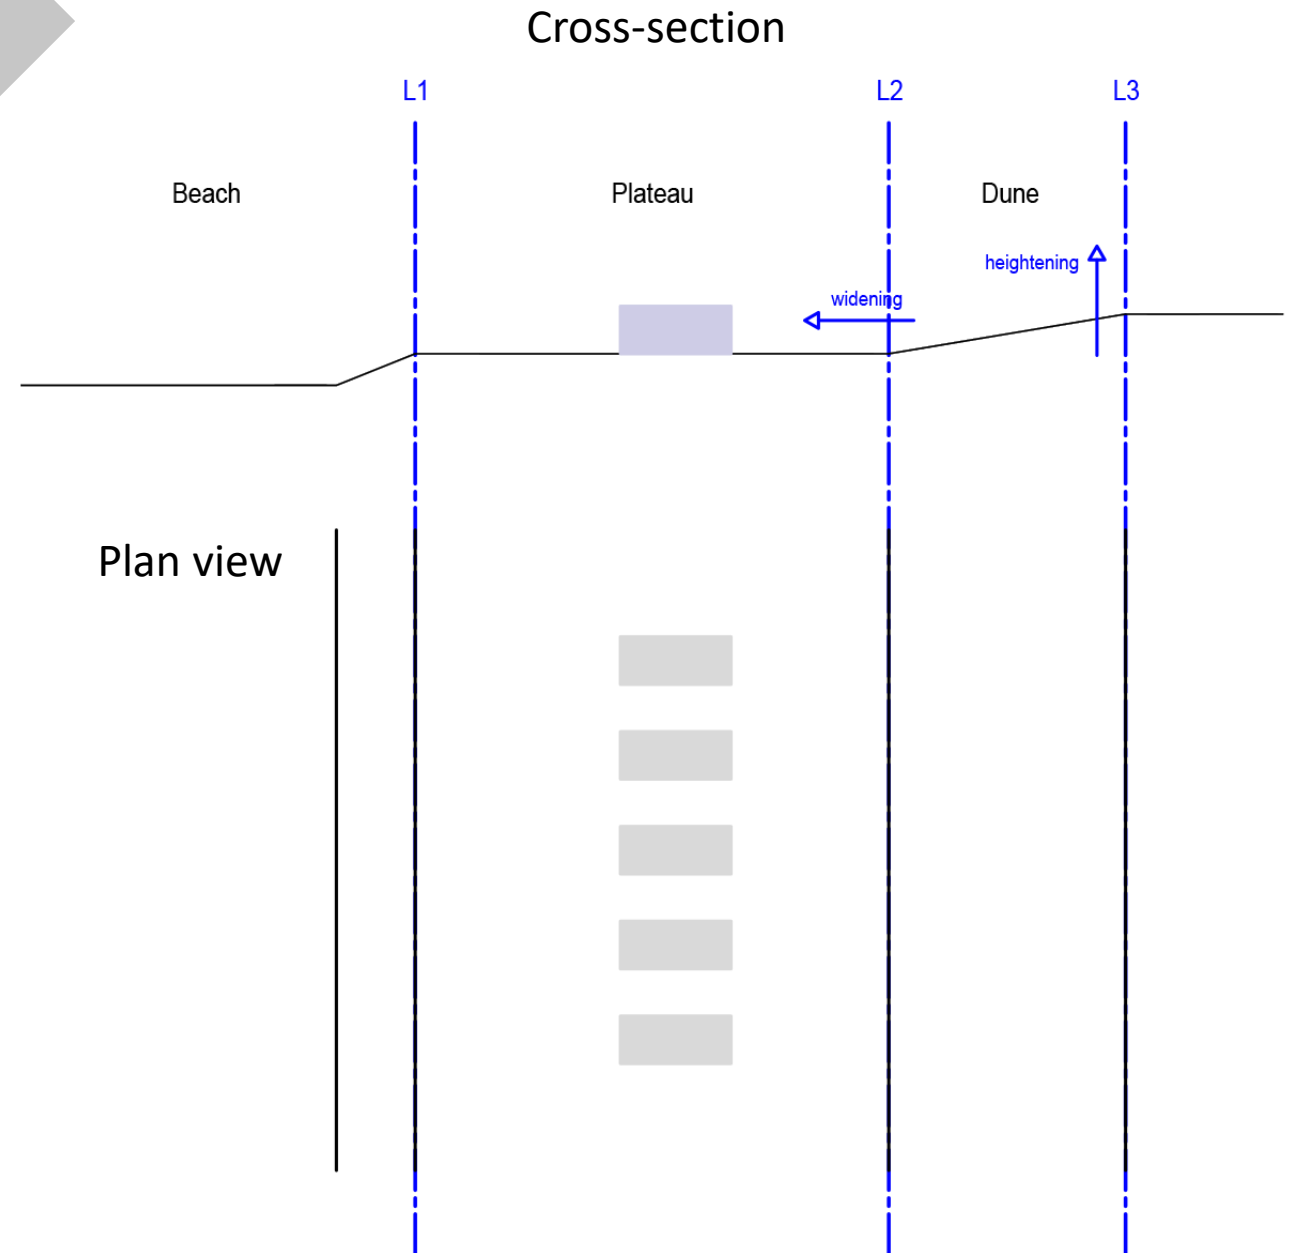 Cross-section
L1
L2
L3
Beach
Plateau
Dune
heightening
widening
Plan view